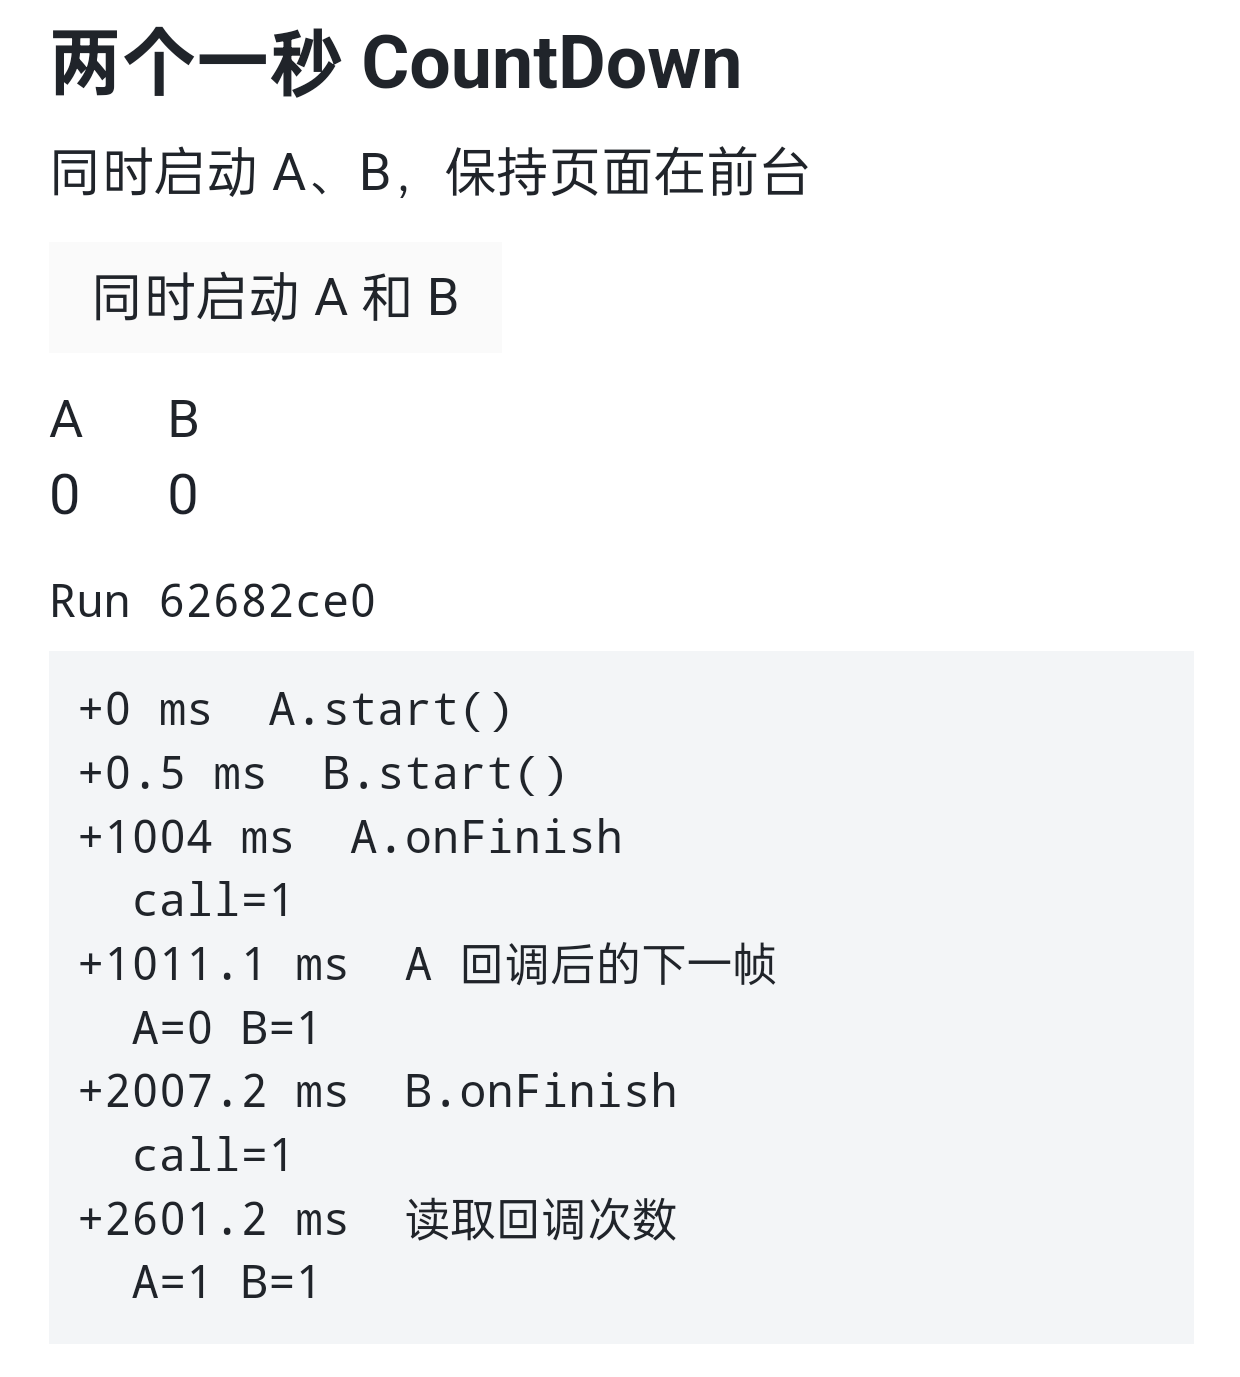 两个一秒 CountDown
同时启动 A、B，保持页面在前台
同时启动 A 和 B
A B
0 0
Run 62682ce0
+0 ms  A.start()
+0.5 ms  B.start()
+1004 ms  A.onFinish
  call=1
+1011.1 ms  A 回调后的下一帧
  A=0 B=1
+2007.2 ms  B.onFinish
  call=1
+2601.2 ms  读取回调次数
  A=1 B=1